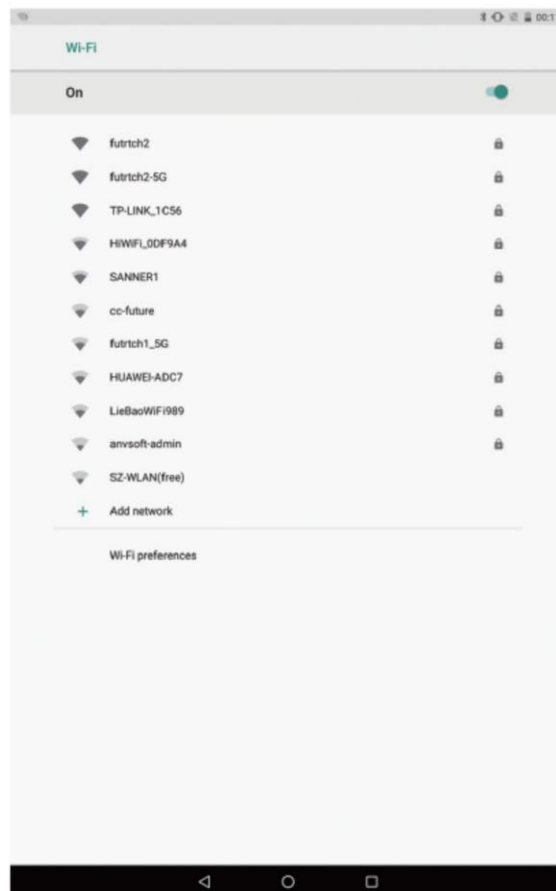 Wi-Fi
On
futrtch2
futrtch2-5G
TP-LINK_1C56
HiWiFi_0DF9A4
SANNER1
cc-future
futrtch1_5G
HUAWEI-ADC7
LieBaoWiFi989
anvsoft-admin
SZ-WLAN(free)
+ Add network
Wi-Fi preferences